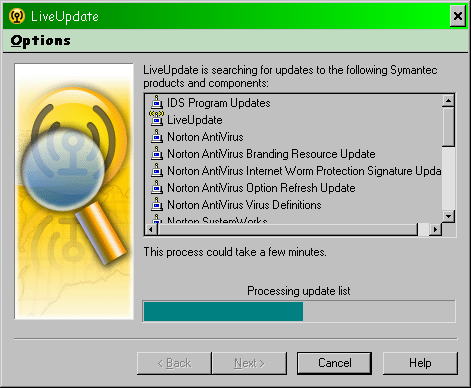 LiveUpdate
Options
LiveUpdate is searching for updates to the following Symantec
products and components:
IDS Program Updates
LiveUpdate
Norton AntiVirus
Norton AntiVirus Branding Resource Update
Norton AntiVirus Internet Worm Protection Signature Upda
Norton AntiVirus Option Refresh Update
Norton AntiVirus Virus Definitions
Norton SystemWorks
This process could take a few minutes.
Processing update list
< Back
Next >
Cancel
Help